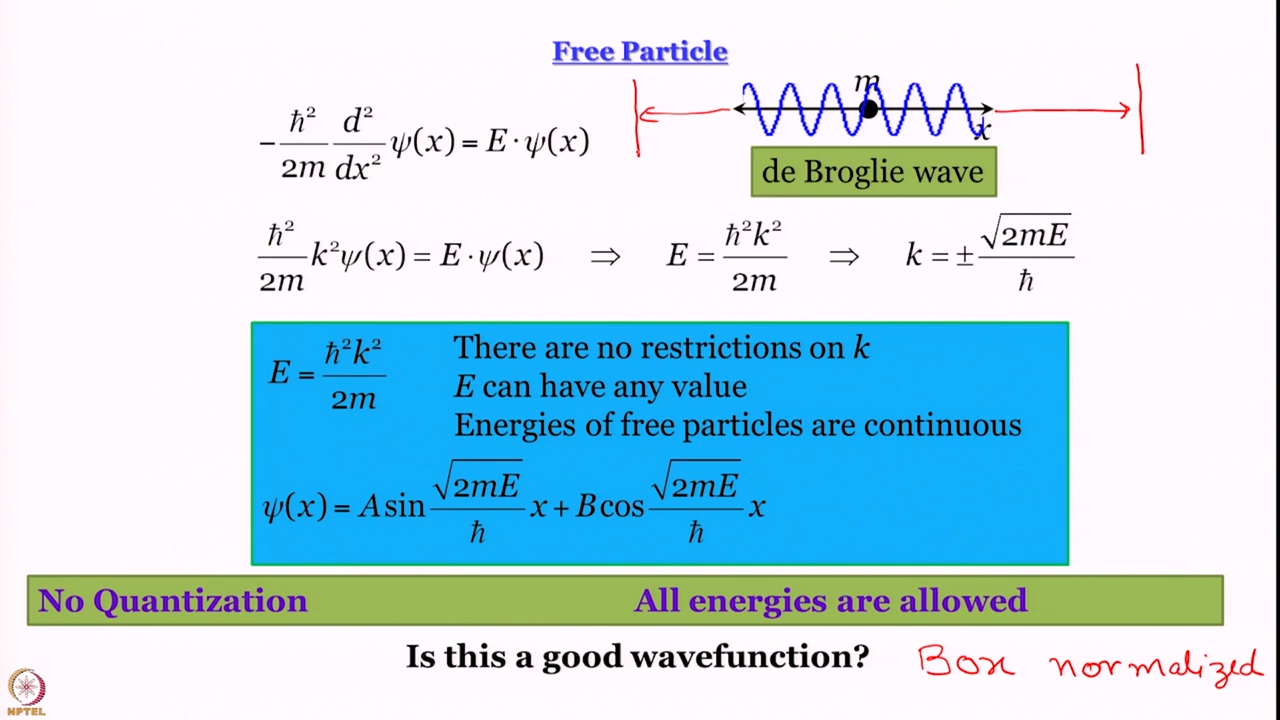 Free Particle
m
x
-ħ²/2m d²/dx² ψ(x) = E·ψ(x)
de Broglie wave
ħ²/2m k²ψ(x) = E·ψ(x) ⇒ E = ħ²k²/2m ⇒ k = ±√2mE/ħ
E = ħ²k²/2m
There are no restrictions on k
E can have any value
Energies of free particles are continuous
ψ(x) = A sin √2mE/ħ x + B cos √2mE/ħ x
No Quantization All energies are allowed
Is this a good wavefunction? Box normalized
NPTEL